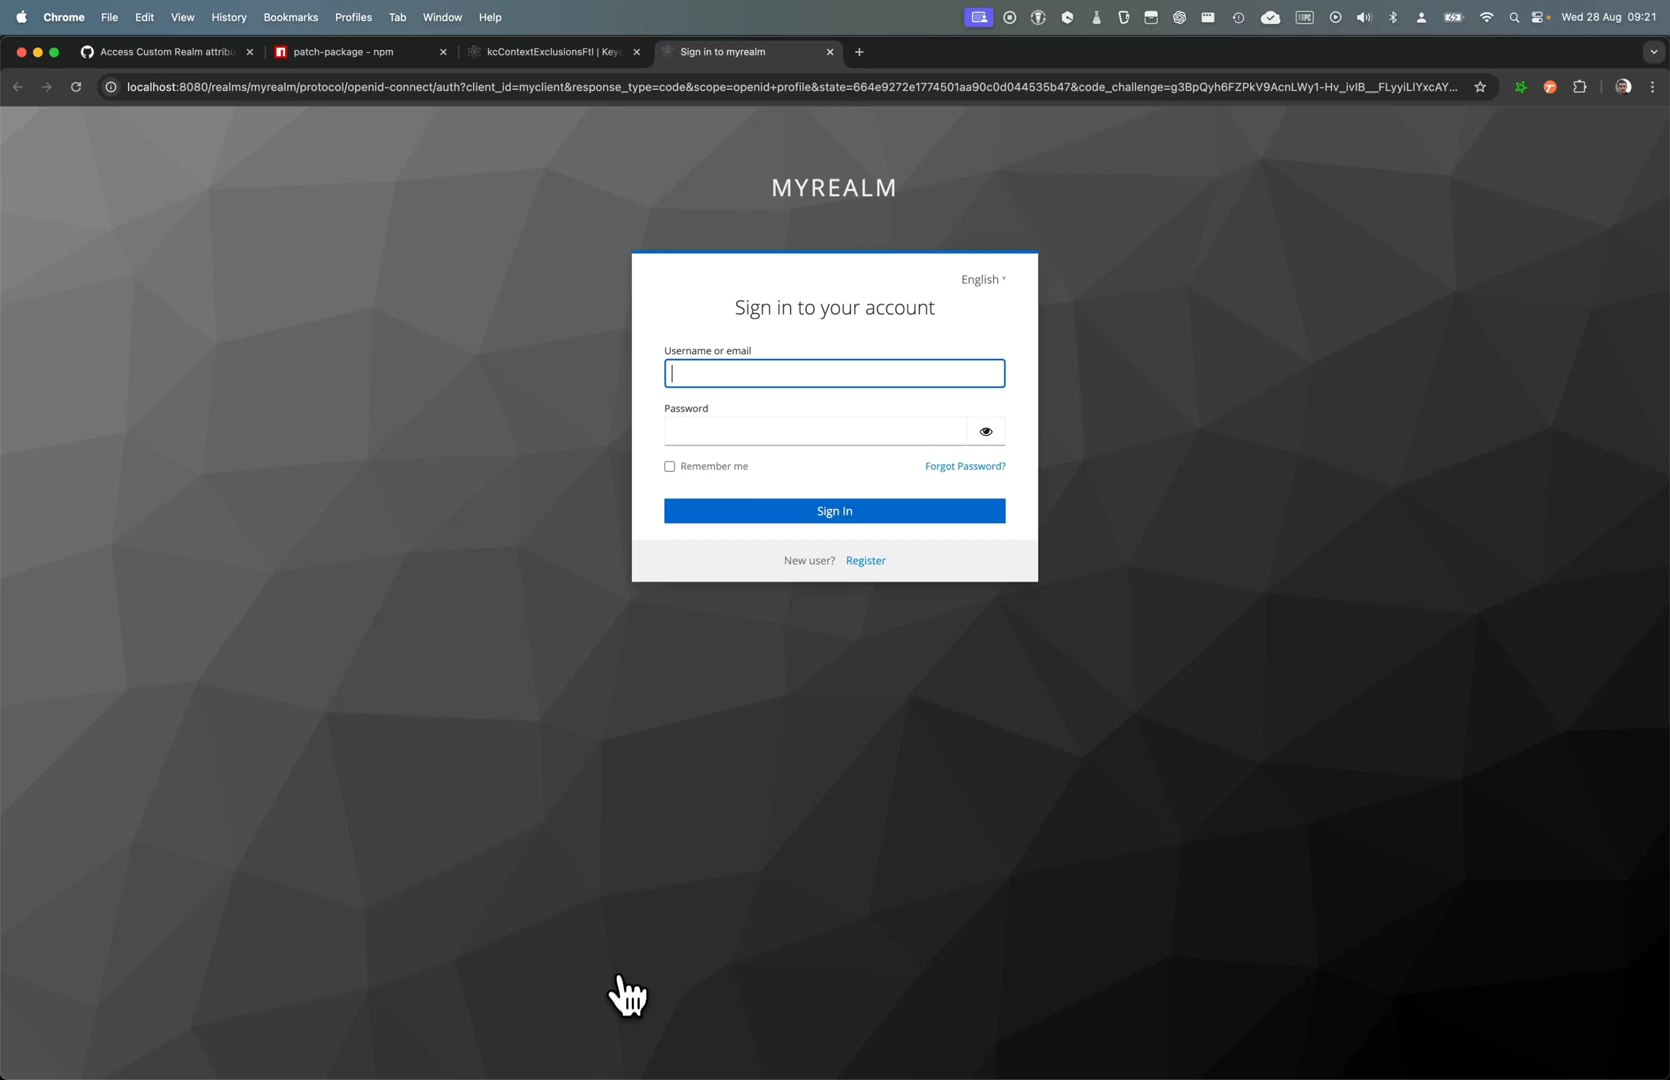 Chrome File Edit View History Bookmarks Profiles Tab Window Help Wed 28 Aug 09:21
Access Custom Realm attribu patch-package - npm kcContextExclusionsFtl | Keyc Sign in to myrealm
localhost:8080/realms/myrealm/protocol/openid-connect/auth?client_id=myclient&response_type=code&scope=openid+profile&state=664e9272e1774501aa90c0d044535b47&code_challenge=g3BpQyh6FZPkV9AcnLWy1-Hv_ivIB__FLyyiLIYxcAY...
MYREALM
English
Sign in to your account
Username or email
Password
Remember me Forgot Password?
Sign In
New user? Register